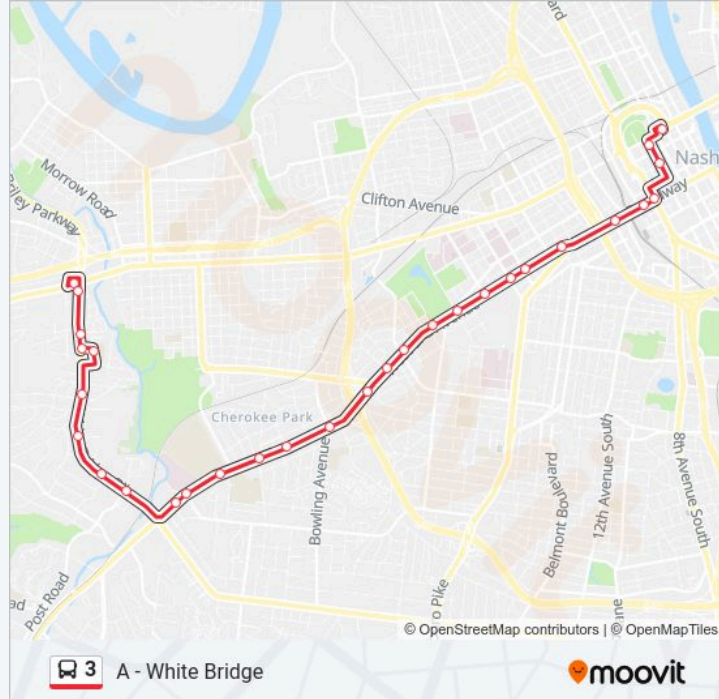 Nash
Morrow Road
Clifton Avenue
Cherokee Park
Bowling Avenue
Belmont Boulevard
12th Avenue South
8th Avenue South
Post Road
© OpenStreetMap contributors | © OpenMapTiles
3 A - White Bridge
moovit